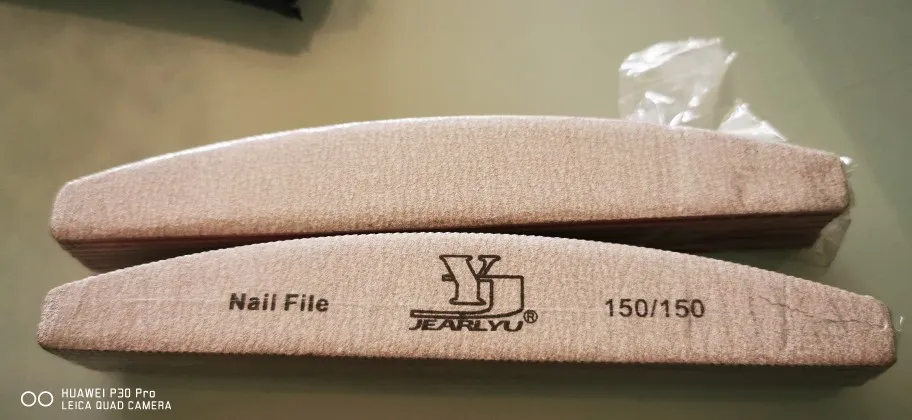 Nail File
YJ
JEARLYU®
150/150
HUAWEI P30 Pro
LEICA QUAD CAMERA